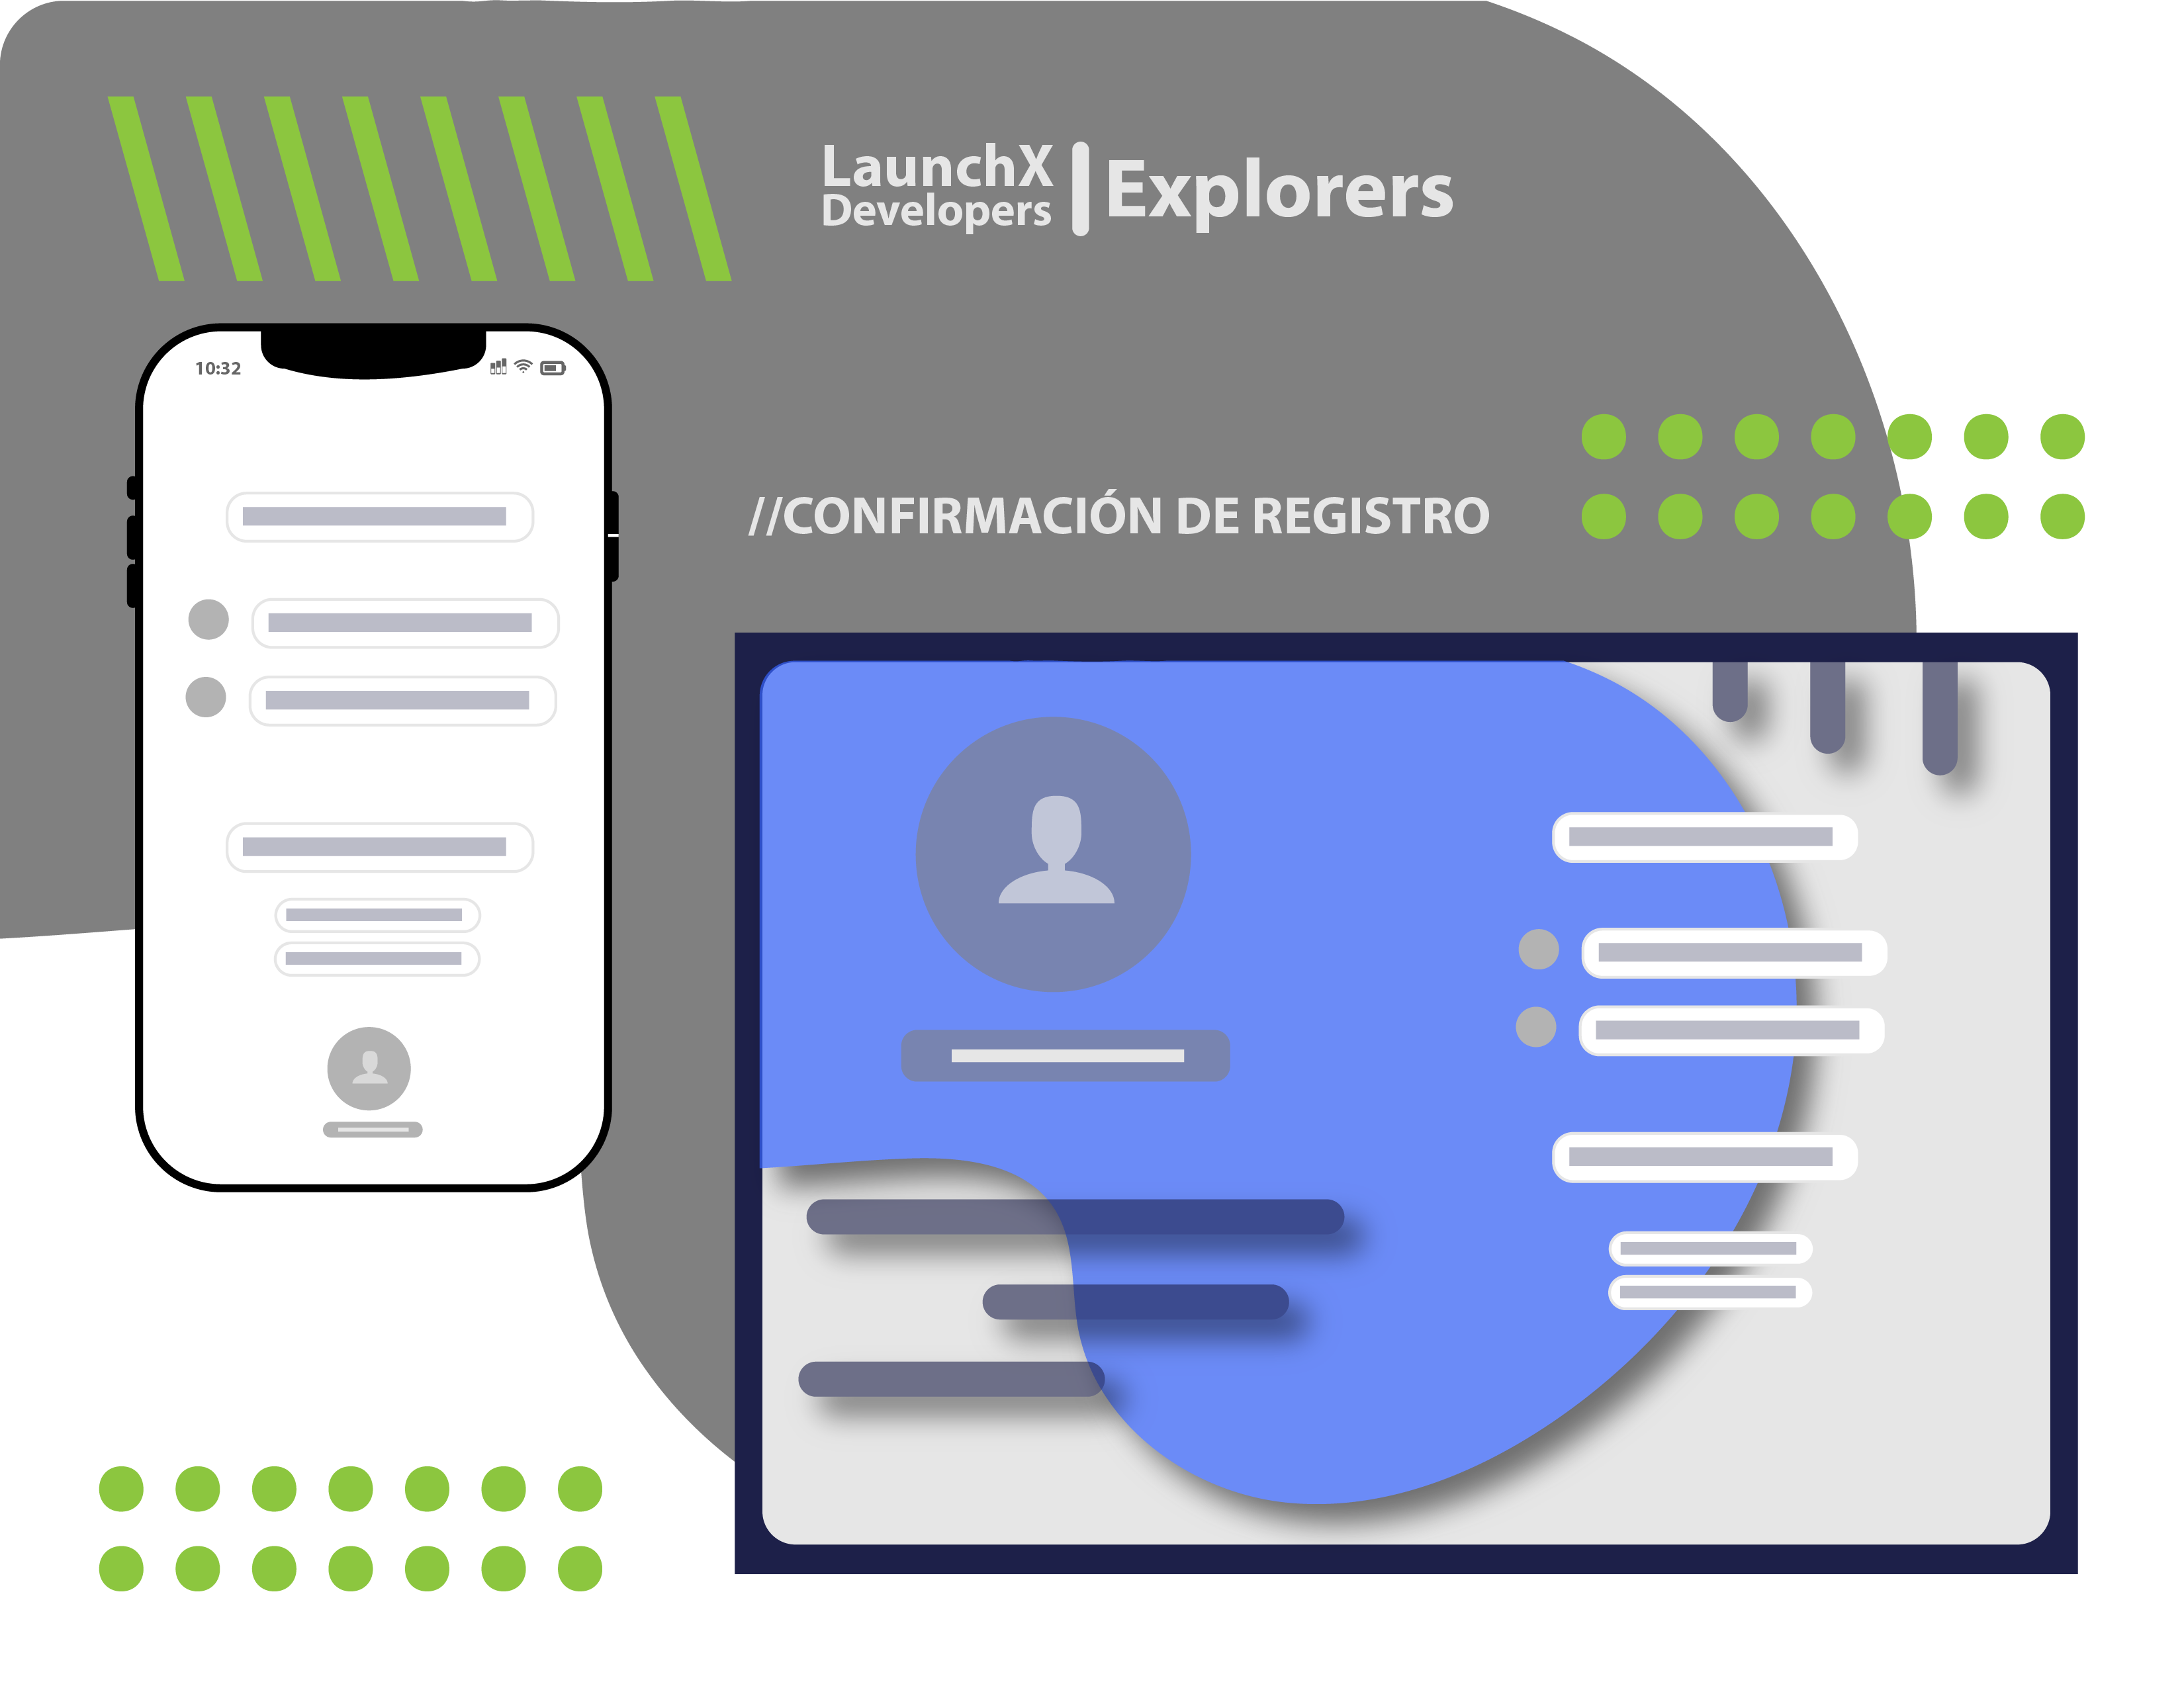 LaunchX
Developers
Explorers
10:32
//CONFIRMACIÓN DE REGISTRO